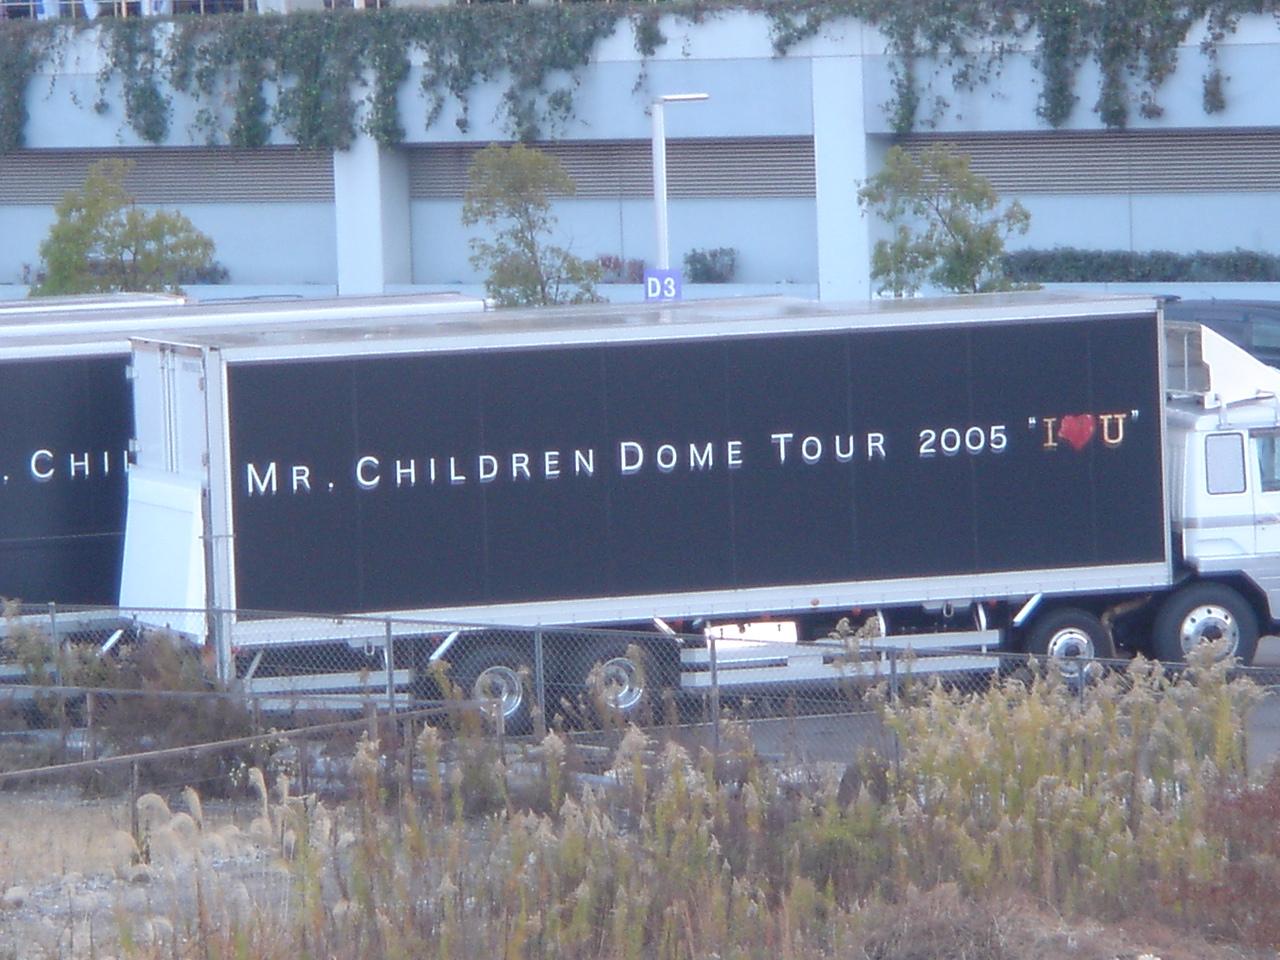 D3
. CHIL
MR. CHILDREN DOME TOUR 2005 "I❤U"